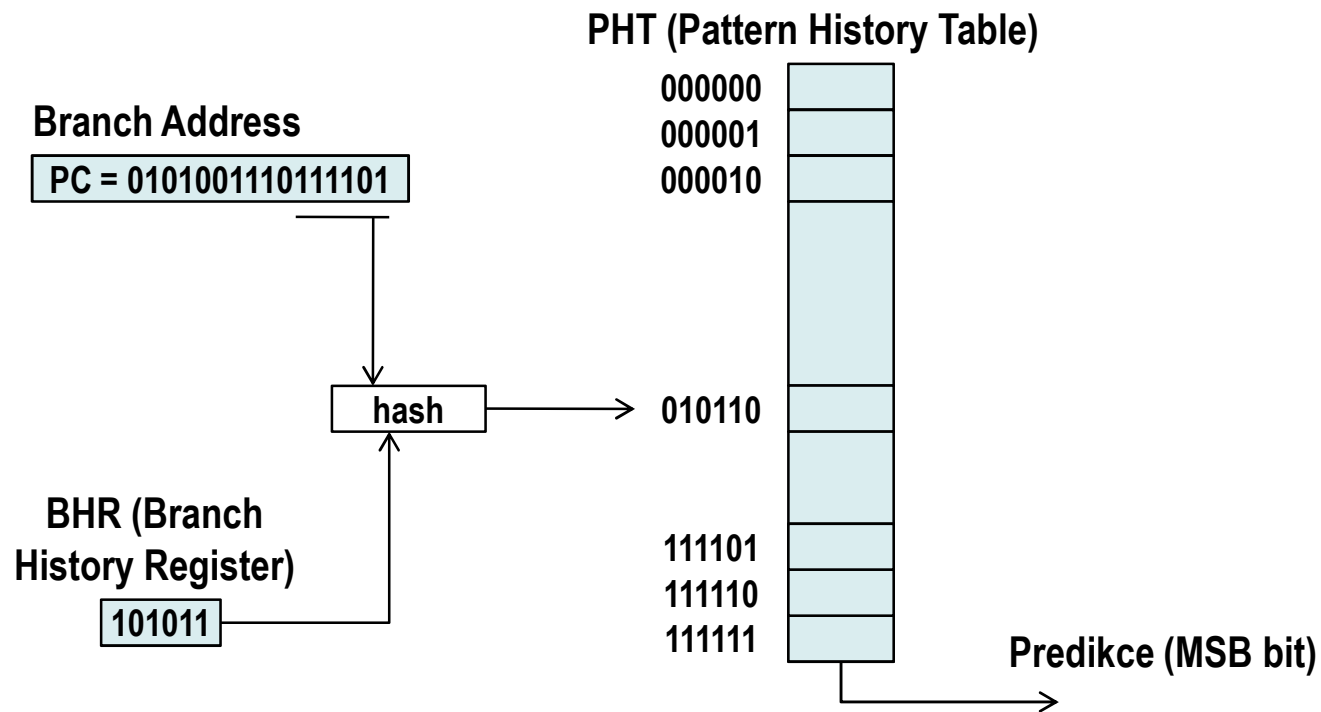 PHT (Pattern History Table)
000000
000001
000010
Branch Address
PC = 0101001110111101
hash
010110
BHR (Branch
History Register)
101011
111101
111110
111111
Predikce (MSB bit)